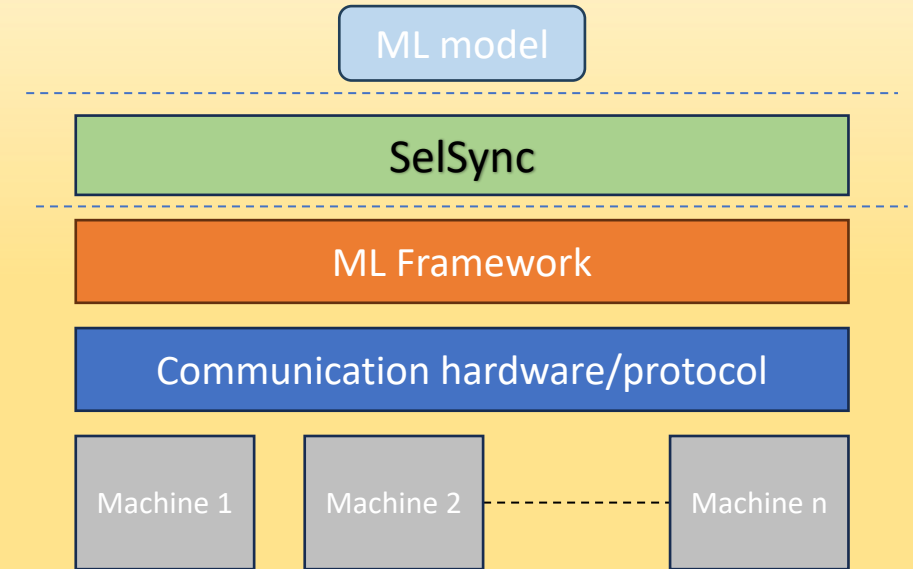 ML model
SelSync
ML Framework
Communication hardware/protocol
Machine 1
Machine 2
Machine n